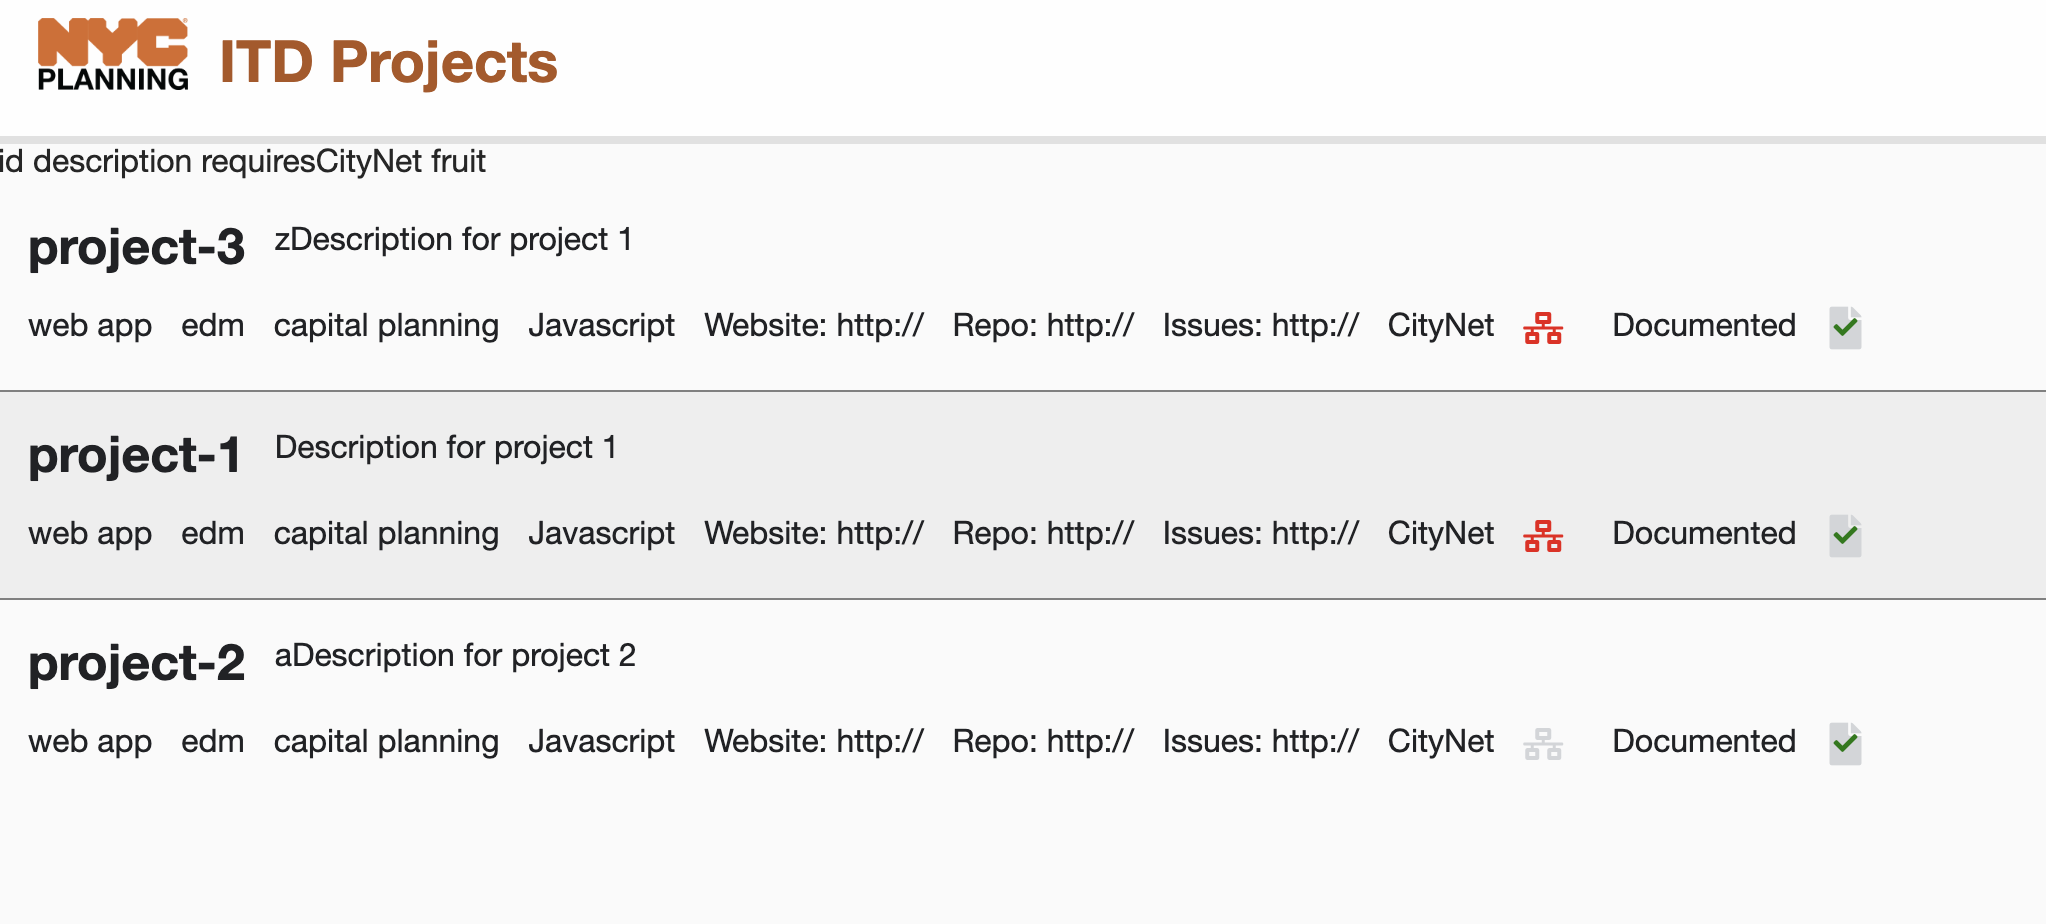 NYC
PLANNING
ITD Projects
id description requiresCityNet fruit
project-3 zDescription for project 1
web app edm capital planning Javascript Website: http:// Repo: http:// Issues: http:// CityNet Documented
project-1 Description for project 1
web app edm capital planning Javascript Website: http:// Repo: http:// Issues: http:// CityNet Documented
project-2 aDescription for project 2
web app edm capital planning Javascript Website: http:// Repo: http:// Issues: http:// CityNet Documented